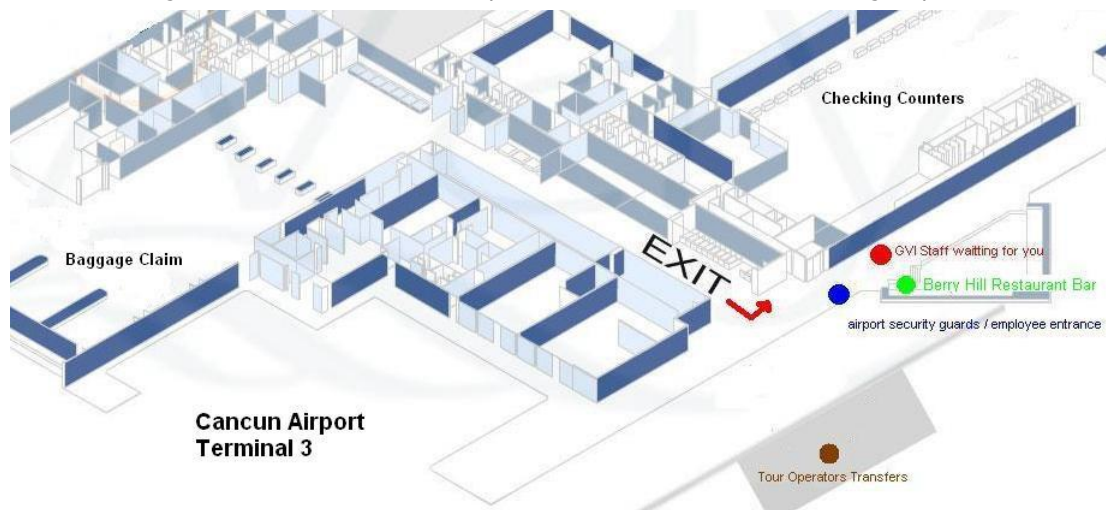 Checking Counters
GVI Staff waitting for you
Baggage Claim
EXIT
Berry Hill Restaurant Bar
airport security guards / employee entrance
Cancun Airport
Terminal 3
Tour Operators Transfers